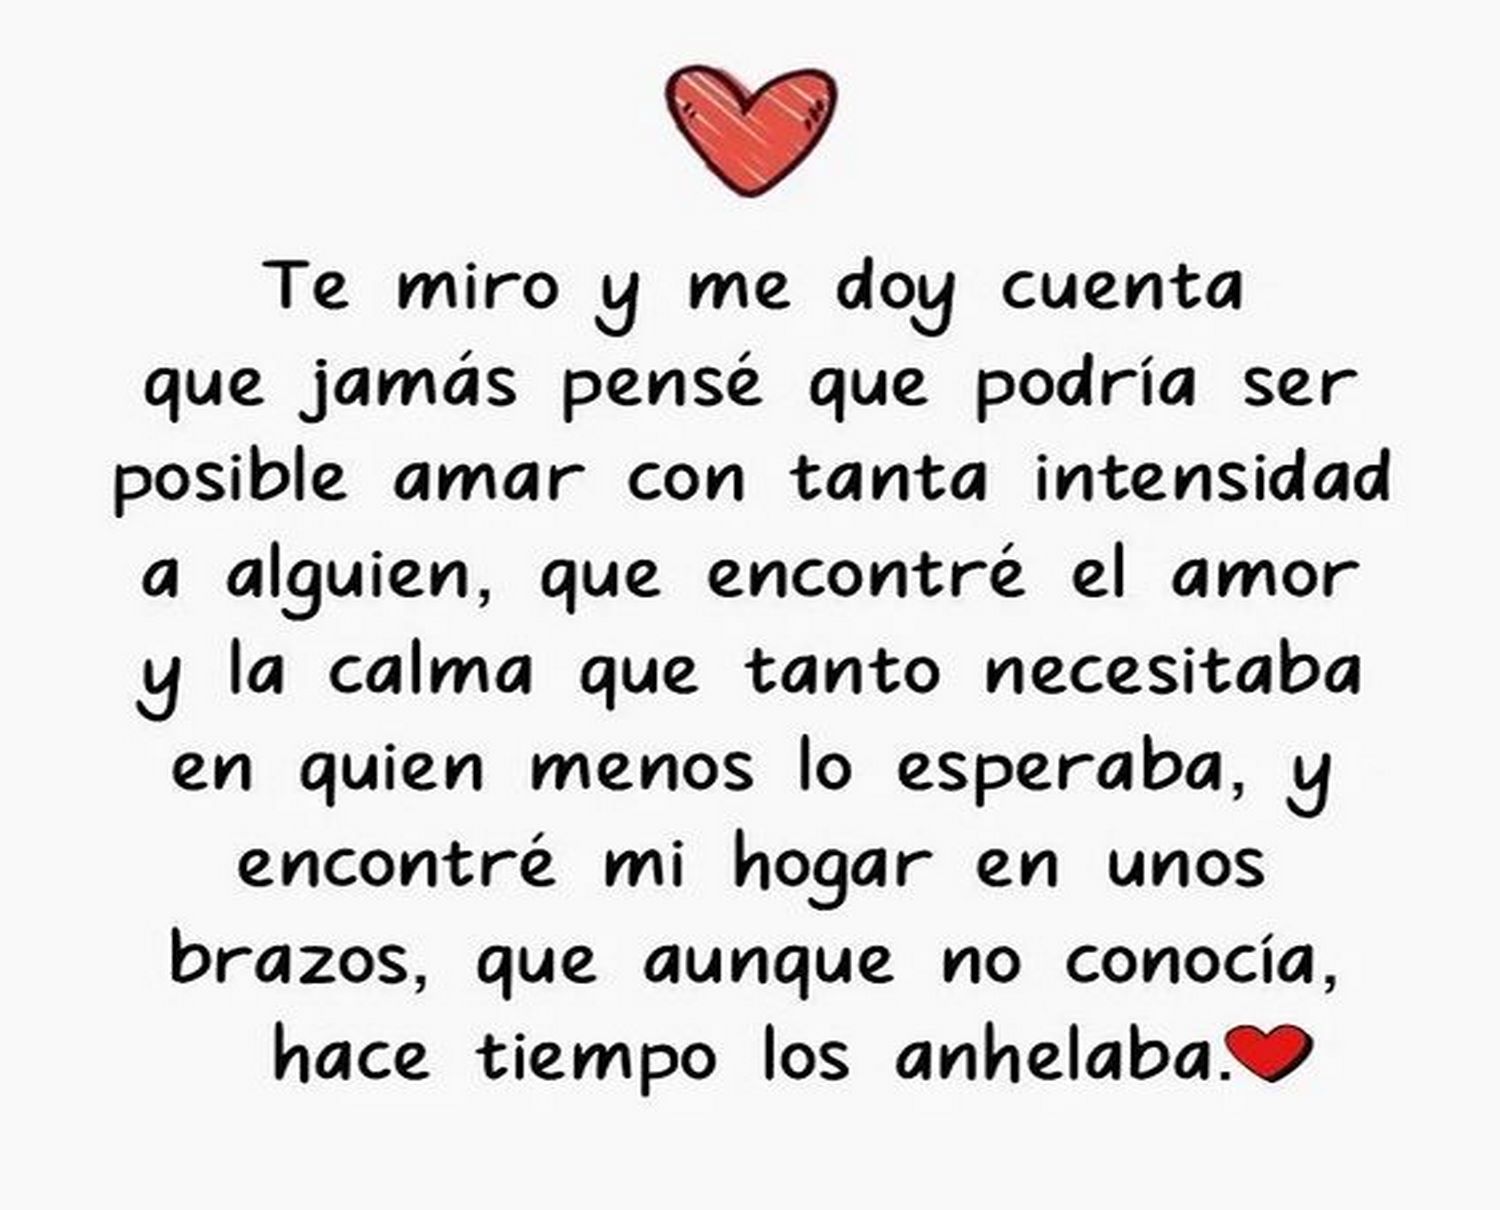 Te miro y me doy cuenta
que jamás pensé que podría ser
posible amar con tanta intensidad
a alguien, que encontré el amor
y la calma que tanto necesitaba
en quien menos lo esperaba, y
encontré mi hogar en unos
brazos, que aunque no conocía,
hace tiempo los anhelaba.